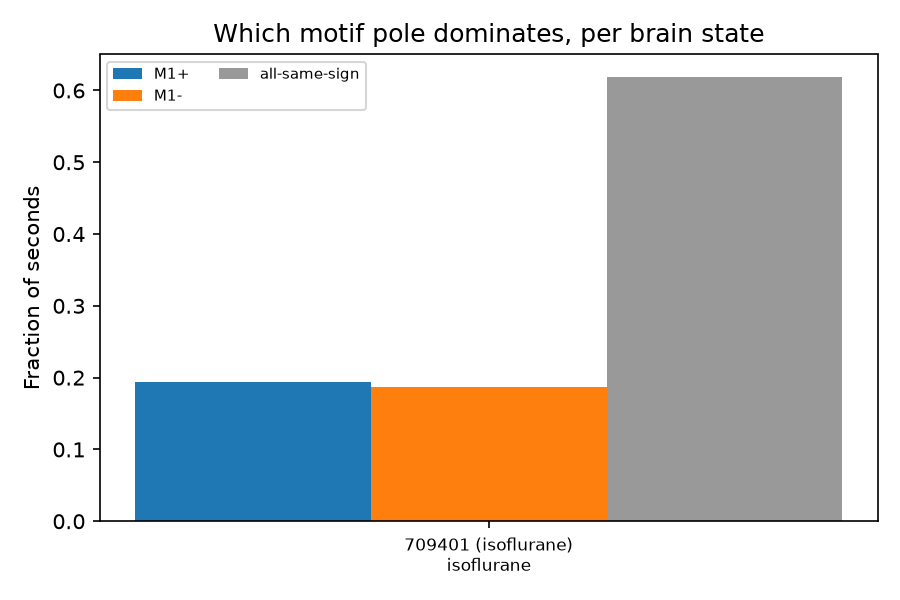 Which motif pole dominates, per brain state
M1+
M1-
all-same-sign
Fraction of seconds
0.6
0.5
0.4
0.3
0.2
0.1
0.0
709401 (isoflurane)
isoflurane